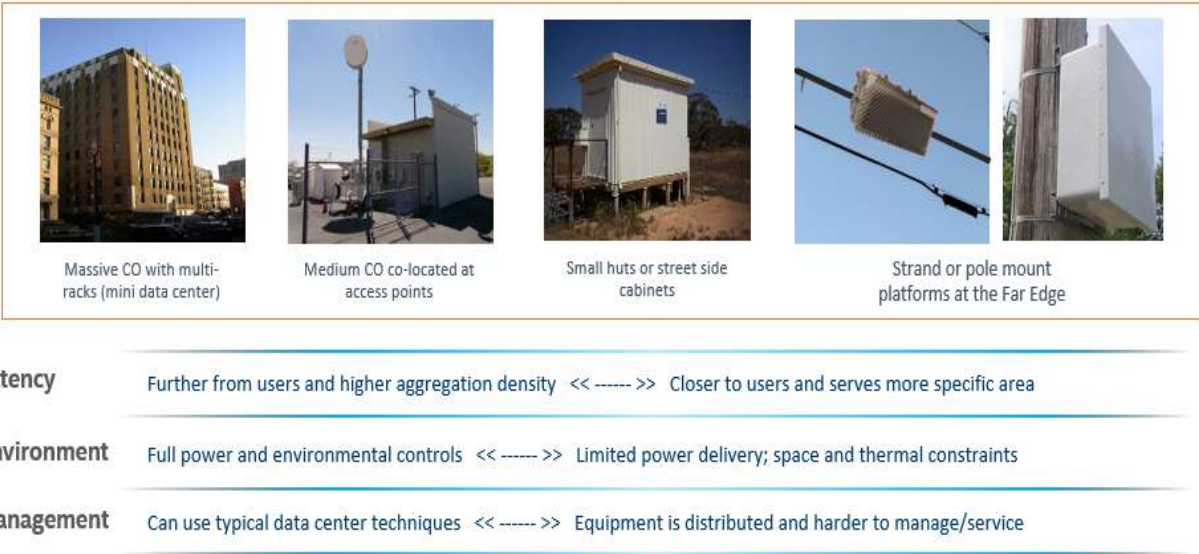 Massive CO with multi-
racks (mini data center)
Medium CO co-located at
access points
Small huts or street side
cabinets
Strand or pole mount
platforms at the Far Edge
tency
Further from users and higher aggregation density << ------ >> Closer to users and serves more specific area
nvironment
Full power and environmental controls << ------ >> Limited power delivery; space and thermal constraints
anagement
Can use typical data center techniques << ------ >> Equipment is distributed and harder to manage/service